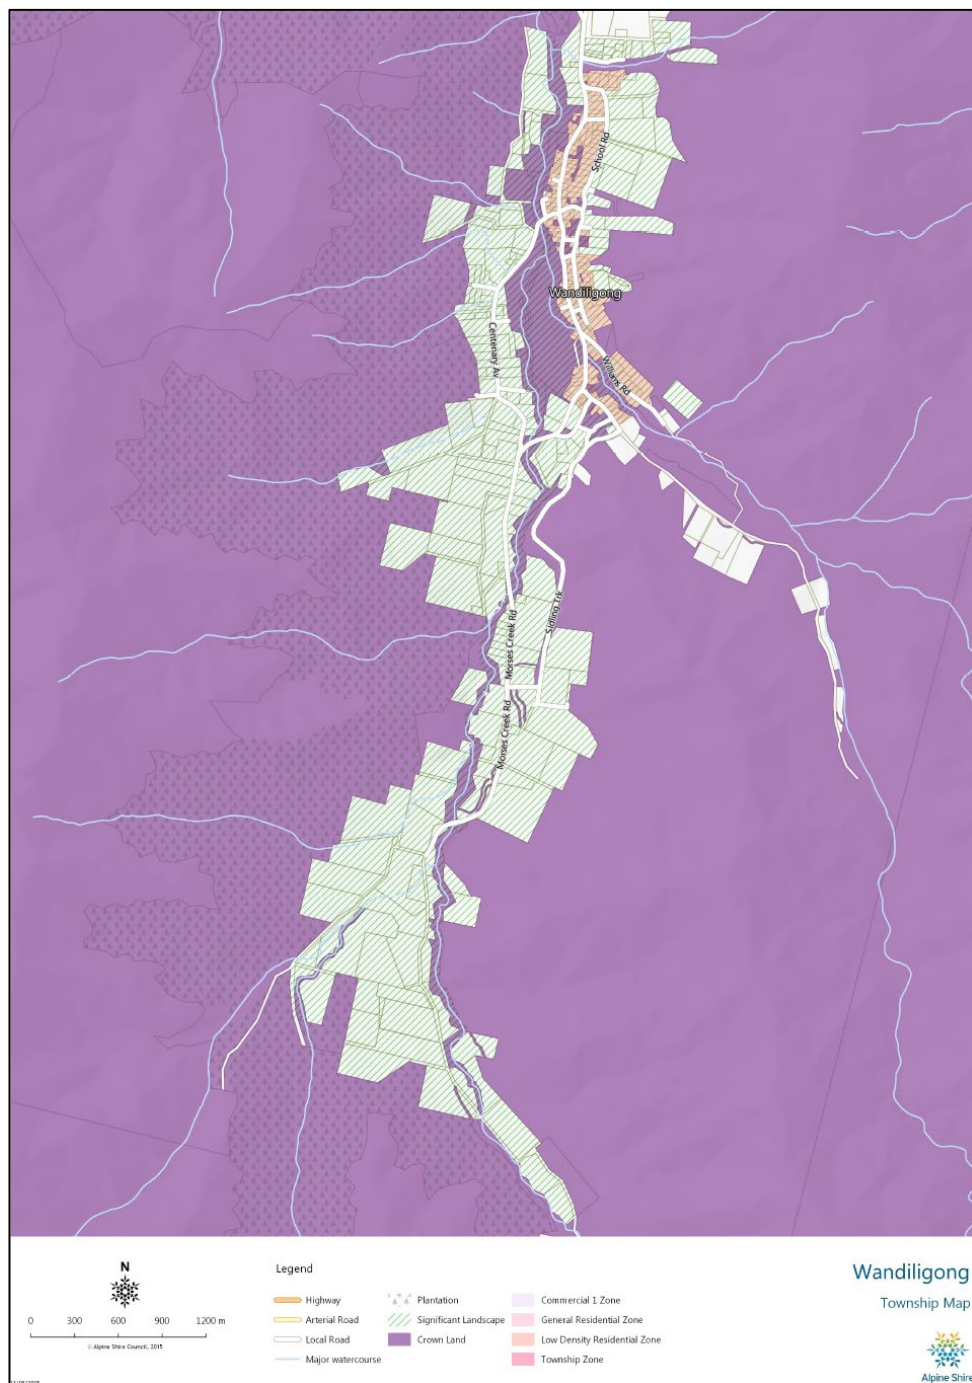 School Rd
Wandiligong
Centenary Av
Williams Rd
Sidling Trk
Morses Creek Rd
Morses Creek Rd
N
0 300 600 900 1200 m
© Alpine Shire Council, 2015
Legend
Highway
Arterial Road
Local Road
Major watercourse
Plantation
Significant Landscape
Crown Land
Commercial 1 Zone
General Residential Zone
Low Density Residential Zone
Township Zone
Wandiligong
Township Map
Alpine Shire